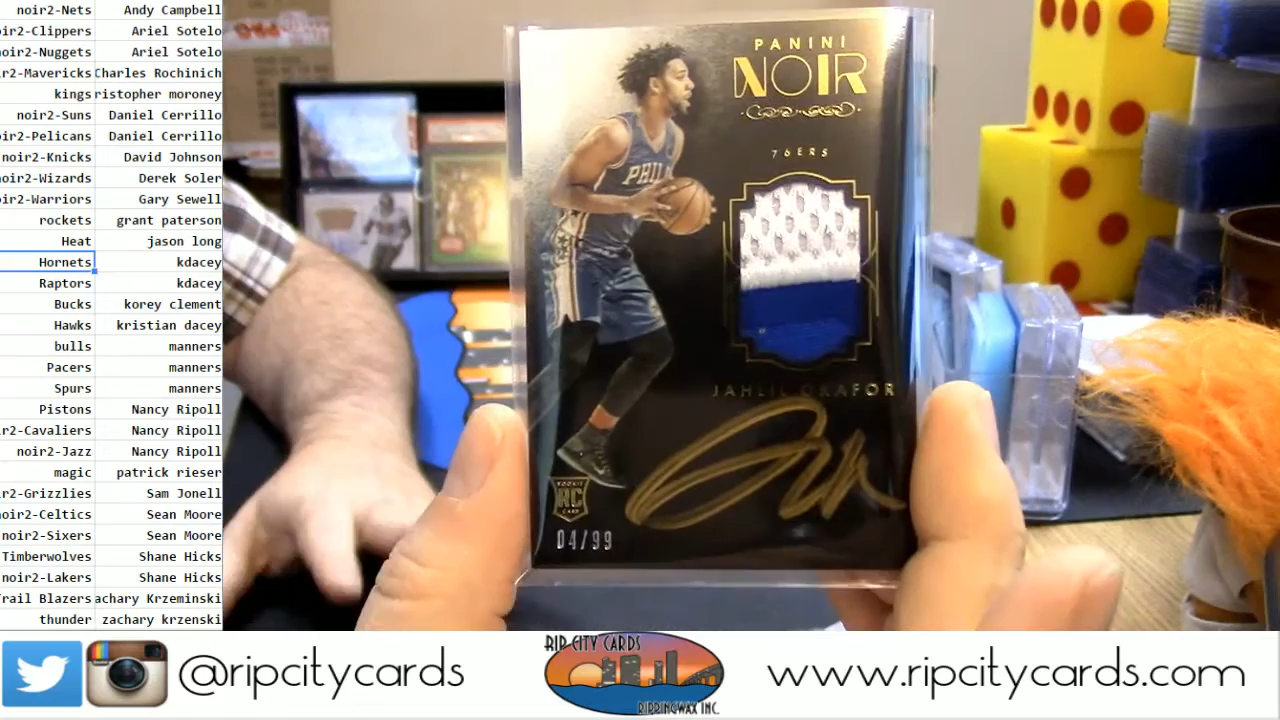 noir2-Nets Andy Campbell
noir2-Clippers Ariel Sotelo
noir2-Nuggets Ariel Sotelo
ir2-Mavericks Charles Rochinich
kings ristopher moroney
noir2-Suns Daniel Cerrillo
oir2-Pelicans Daniel Cerrillo
noir2-Knicks David Johnson
noir2-Wizards Derek Soler
oir2-Warriors Gary Sewell
rockets grant paterson
Heat jason long
Hornets kdacey
Raptors kdacey
Bucks korey clement
Hawks kristian dacey
bulls manners
Pacers manners
Spurs manners
Pistons Nancy Ripoll
ir2-Cavaliers Nancy Ripoll
noir2-Jazz Nancy Ripoll
magic patrick rieser
ir2-Grizzlies Sam Jonell
noir2-Celtics Sean Moore
noir2-Sixers Sean Moore
Timberwolves Shane Hicks
noir2-Lakers Shane Hicks
rail Blazers achary Krzeminski
thunder zachary krzenski
PANINI
NOIR
76ERS
PHILA
JAHLIL OKAFOR
ROOKIE
RC
CARD
04/99
@ripcitycards
RIP CITY CARDS
RIPPINGWAX INC.
www.ripcitycards.com